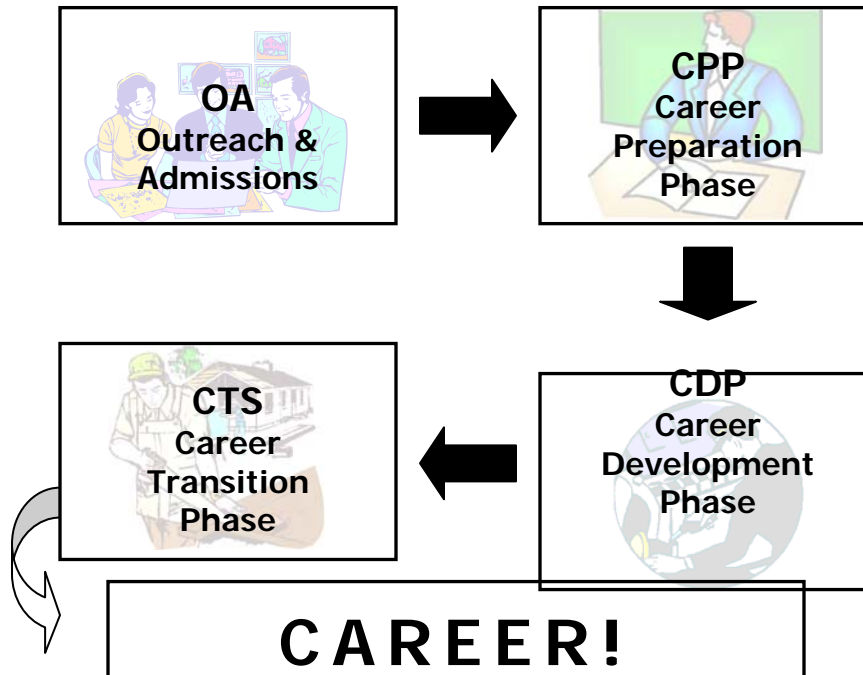 OA
Outreach &
Admissions
CPP
Career
Preparation
Phase
CDP
Career
Development
Phase
CTS
Career
Transition
Phase
CAREER!